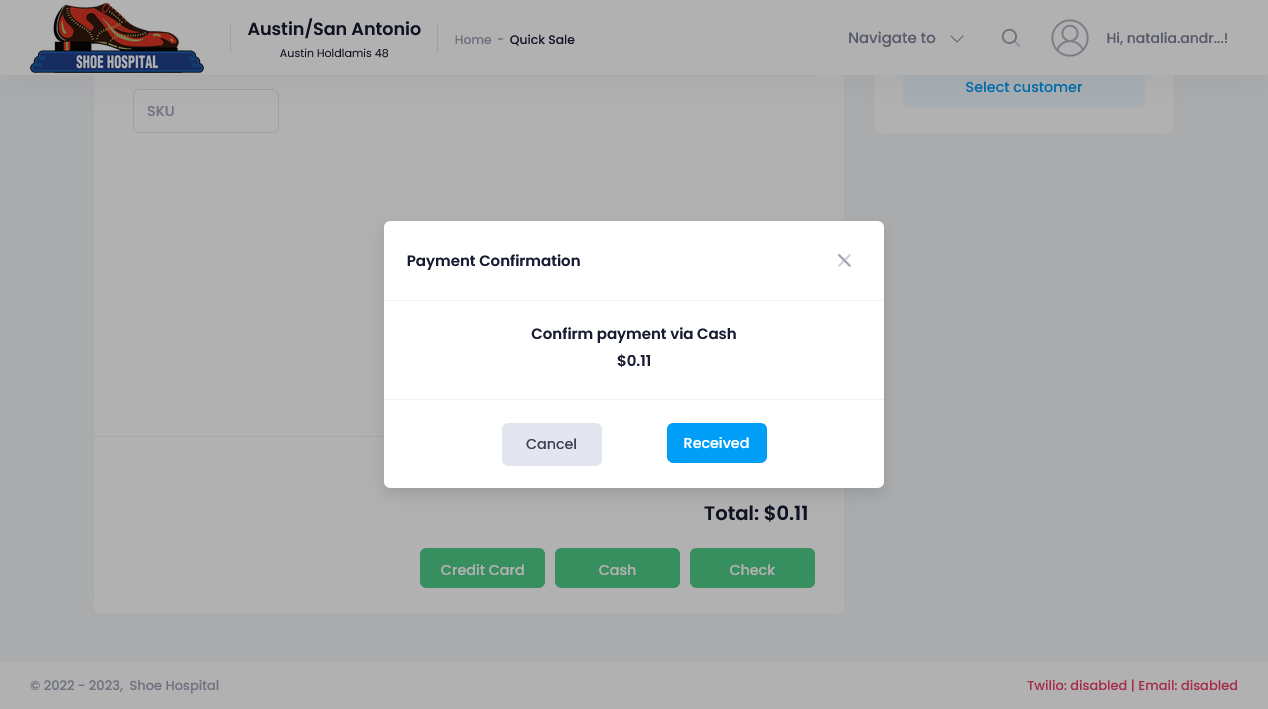 SHOE HOSPITAL
Austin/San Antonio
Austin Holdlamis 48
Home - Quick Sale
Navigate to
Hi, natalia.andr...!
SKU
Select customer
Payment Confirmation
Confirm payment via Cash
$0.11
Cancel
Received
Total: $0.11
Credit Card
Cash
Check
© 2022 - 2023, Shoe Hospital
Twilio: disabled | Email: disabled